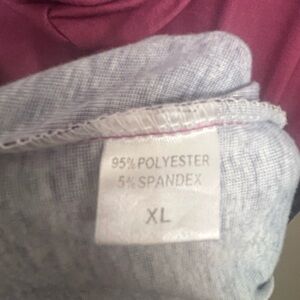 95% POLYESTER
5% SPANDEX
XL